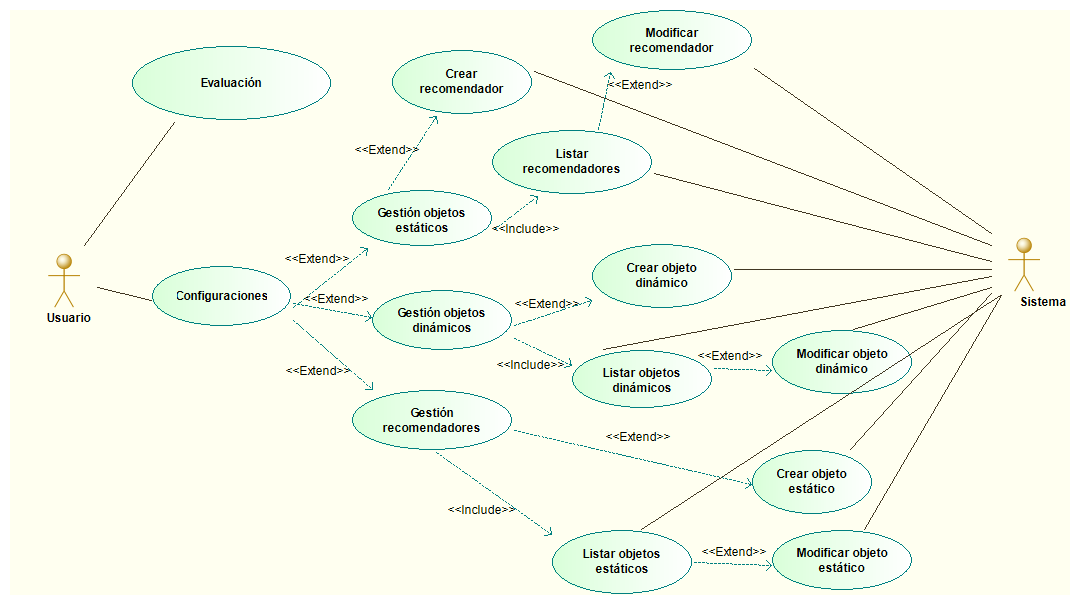 Modificar
recomendador
Evaluación
Crear
recomendador
<<Extend>>
<<Extend>>
Listar
recomendadores
Gestión objetos
estáticos
<<Include>>
<<Extend>>
Crear objeto
dinámico
Configuraciones
<<Extend>>
<<Extend>>
Sistema
Usuario
Gestión objetos
dinámicos
<<Extend>>
Modificar objeto
dinámico
<<Include>>
Listar objetos
dinámicos
<<Extend>>
Gestión
recomendadores
<<Extend>>
Crear objeto
estático
<<Include>>
Listar objetos
estáticos
<<Extend>>
Modificar objeto
estático